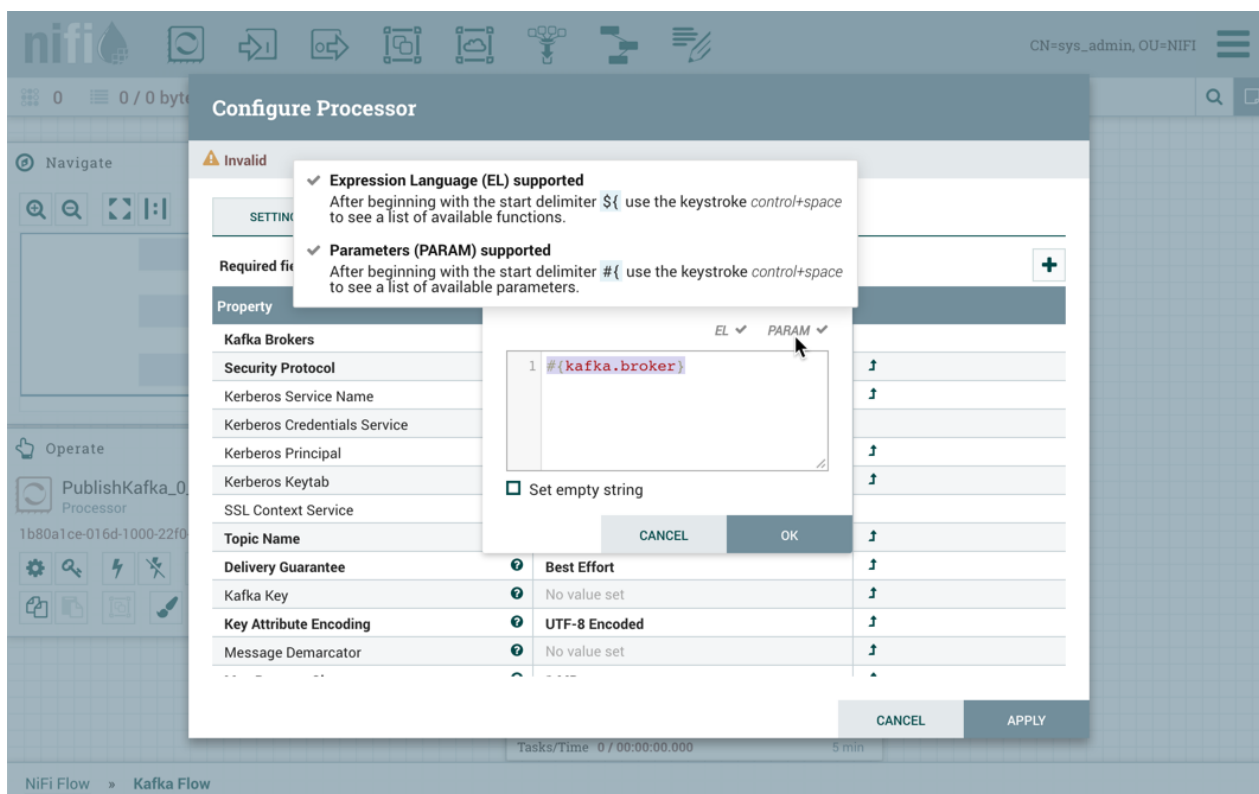 nifi
CN=sys_admin, OU=NIFI
0 0 / 0 byte
Configure Processor
Navigate
Invalid
Expression Language (EL) supported
After beginning with the start delimiter ${ use the keystroke control+space
to see a list of available functions.
SETTIN
Parameters (PARAM) supported
After beginning with the start delimiter #{ use the keystroke control+space
to see a list of available parameters.
Required fie
Property
EL PARAM
Kafka Brokers
Security Protocol
1 #{kafka.broker}
Kerberos Service Name
Kerberos Credentials Service
Operate
Kerberos Principal
Kerberos Keytab
Set empty string
PublishKafka_0_
Processor
SSL Context Service
1b80a1ce-016d-1000-22f0
Topic Name
CANCEL OK
Delivery Guarantee Best Effort
Kafka Key No value set
Key Attribute Encoding UTF-8 Encoded
Message Demarcator No value set
CANCEL APPLY
Tasks/Time 0 / 00:00:00.000 5 min
NiFi Flow » Kafka Flow